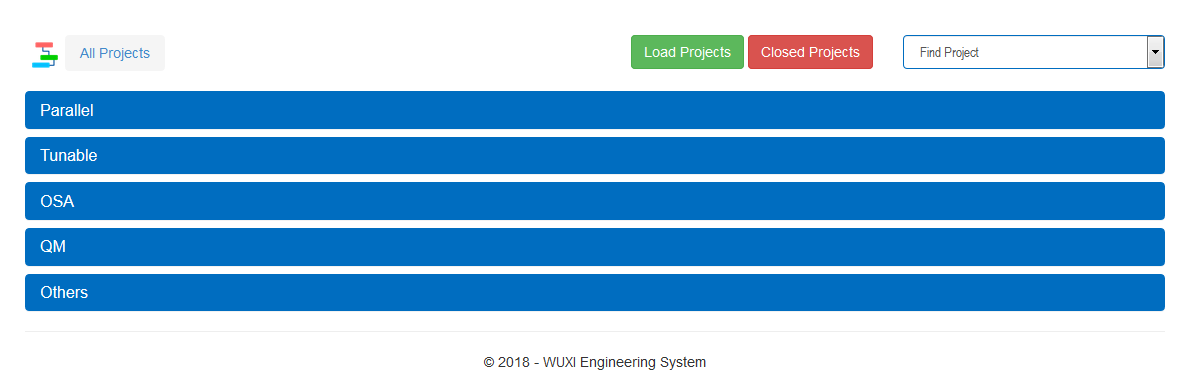 All Projects
Load Projects Closed Projects Find Project
Parallel
Tunable
OSA
QM
Others
© 2018 - WUXI Engineering System